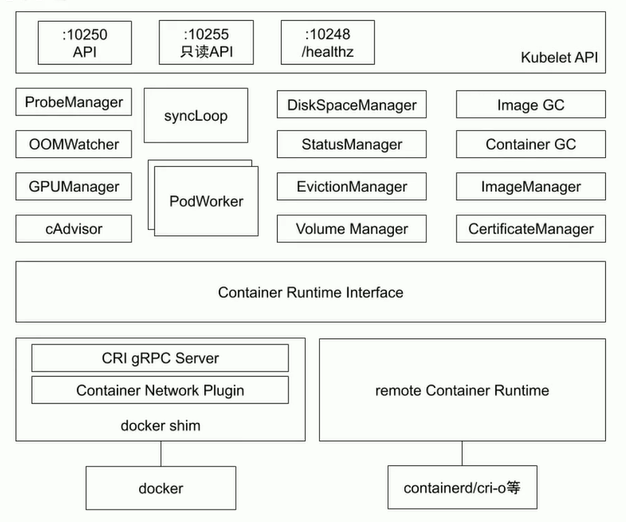 :10250
API
:10255
只读API
:10248
/healthz
Kubelet API
ProbeManager
syncLoop
DiskSpaceManager
Image GC
OOMWatcher
StatusManager
Container GC
GPUManager
PodWorker
EvictionManager
ImageManager
cAdvisor
Volume Manager
CertificateManager
Container Runtime Interface
CRI gRPC Server
Container Network Plugin
docker shim
remote Container Runtime
docker
containerd/cri-o等